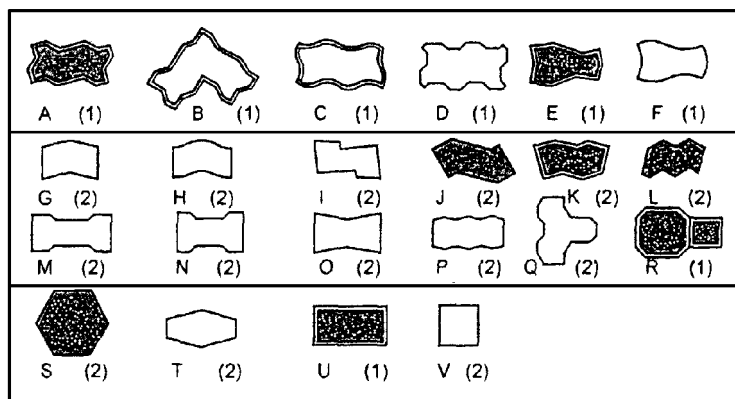 A (1) B (1) C (1) D (1) E (1) F (1)
G (2) H (2) I (2) J (2) K (2) L (2)
M (2) N (2) O (2) P (2) Q (2) R (1)
S (2) T (2) U (1) V (2)